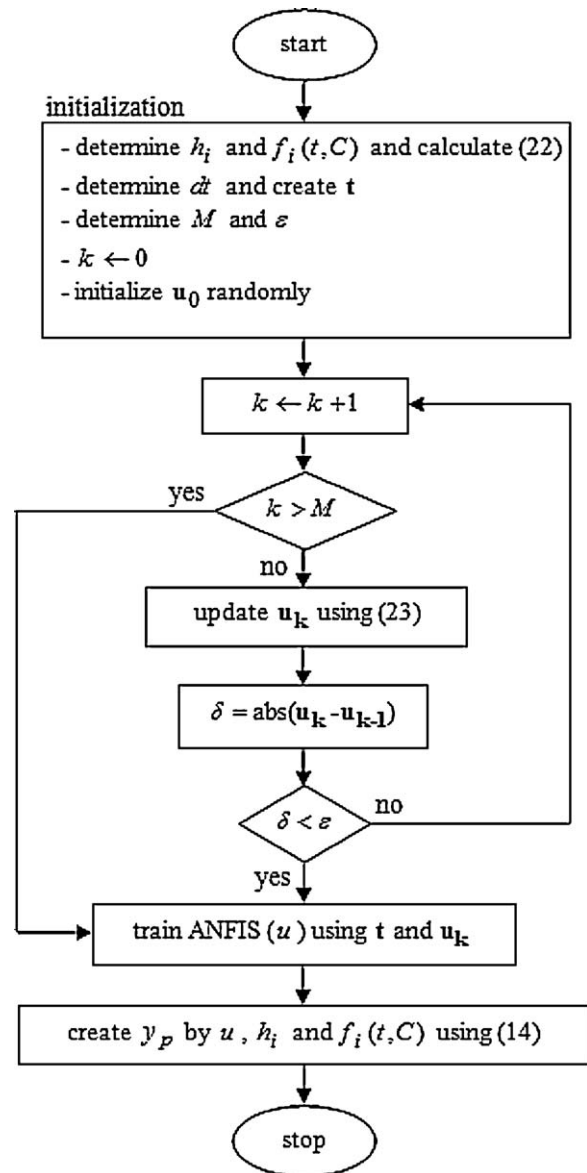 start
initialization
- determine h_i and f_i(t,C) and calculate (22)
- determine dt and create t
- determine M and ε
- k ← 0
- initialize u_0 randomly
k ← k+1
yes
k > M
no
update u_k using (23)
δ = abs(u_k - u_k-1)
δ < ε
no
yes
train ANFIS (u) using t and u_k
create y_p by u , h_i and f_i(t,C) using (14)
stop